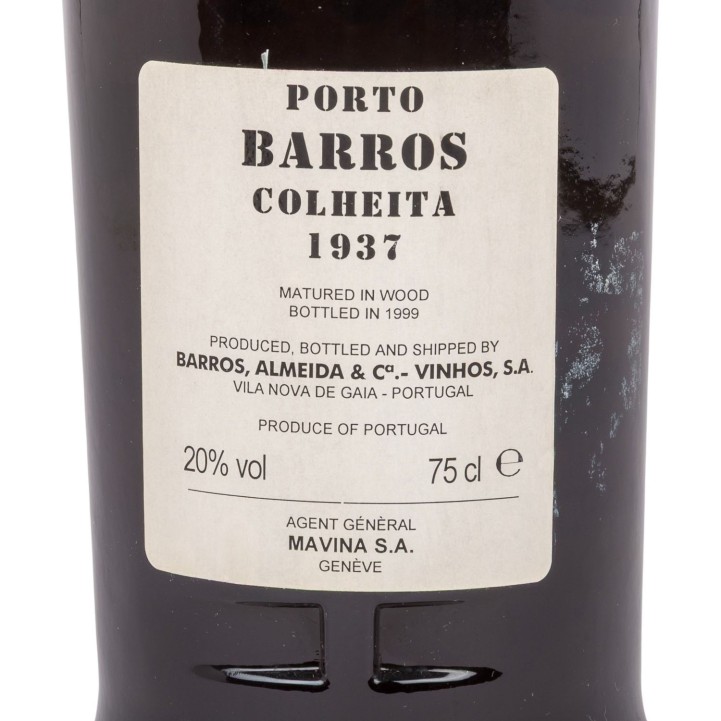 PORTO
BARROS
COLHEITA
1937
MATURED IN WOOD
BOTTLED IN 1999
PRODUCED, BOTTLED AND SHIPPED BY
BARROS, ALMEIDA & Cª.- VINHOS, S.A.
VILA NOVA DE GAIA - PORTUGAL
PRODUCE OF PORTUGAL
20% vol 75 cl ℮
AGENT GÉNÈRAL
MAVINA S.A.
GENÈVE